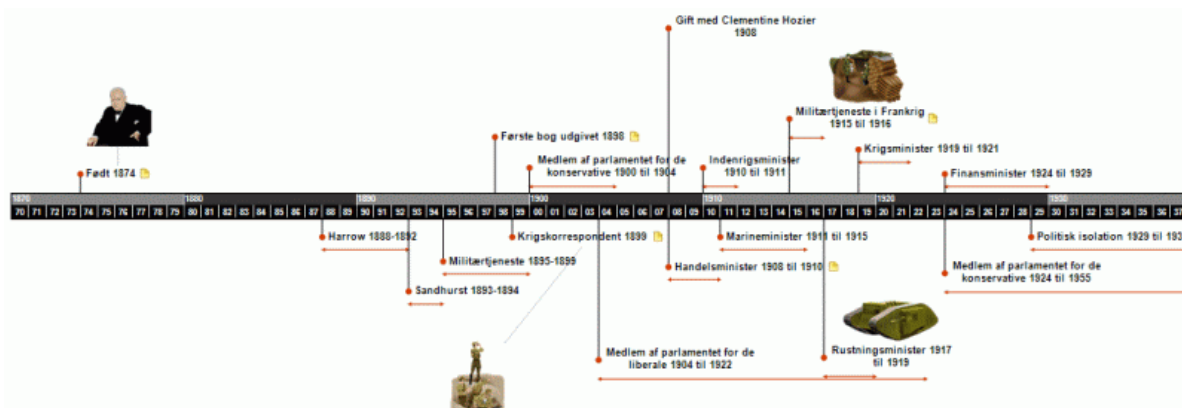 Gift med Clementine Hozier
1908
Militærtjeneste i Frankrig
1915 til 1916
Første bog udgivet 1898
Krigsminister 1919 til 1921
Medlem af parlamentet for de
konservative 1900 til 1904
Indenrigsminister
1910 til 1911
Født 1874
Finansminister 1924 til 1929
1870 1880 1890 1900 1910 1920 1930
70 71 72 73 74 75 76 77 78 79 80 81 82 83 84 85 86 87 88 89 90 91 92 93 94 95 96 97 98 99 00 01 02 03 04 05 06 07 08 09 10 11 12 13 14 15 16 17 18 19 20 21 22 23 24 25 26 27 28 29 30 31 32 33 34 35 36 37
Harrow 1888-1892
Krigskorrespondent 1899
Marineminister 1911 til 1915
Politisk isolation 1929 til 193
Militærtjeneste 1895-1899
Handelsminister 1908 til 1910
Medlem af parlamentet for de
konservative 1924 til 1955
Sandhurst 1893-1894
Medlem af parlamentet for de
liberale 1904 til 1922
Rustningsminister 1917
til 1919